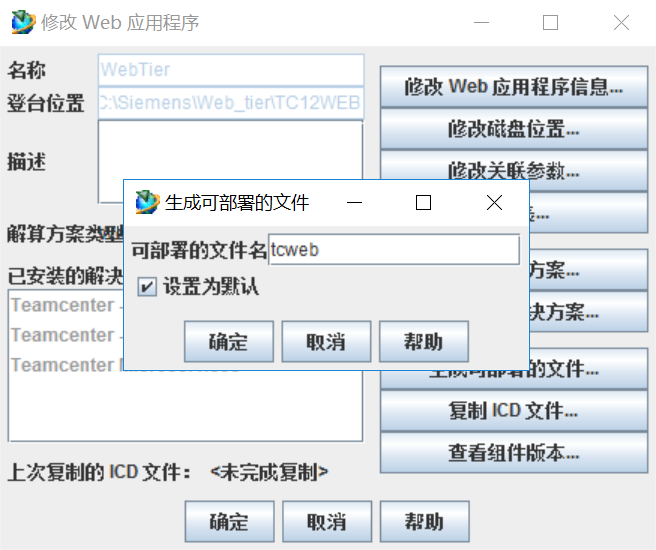 修改 Web 应用程序
名称
WebTier
修改 Web 应用程序信息...
登台位置
C:\Siemens\Web_tier\TC12WEB
修改磁盘位置...
描述
修改关联参数...
生成可部署的文件
解算方案类型
可部署的文件名 tcweb
方案...
已安装的解决
设置为默认
Teamcenter
决方案...
Teamcenter
确定 取消 帮助
Teamcenter
生成可部署的文件...
复制 ICD 文件...
查看组件版本...
上次复制的 ICD 文件： <未完成复制>
确定 取消 帮助